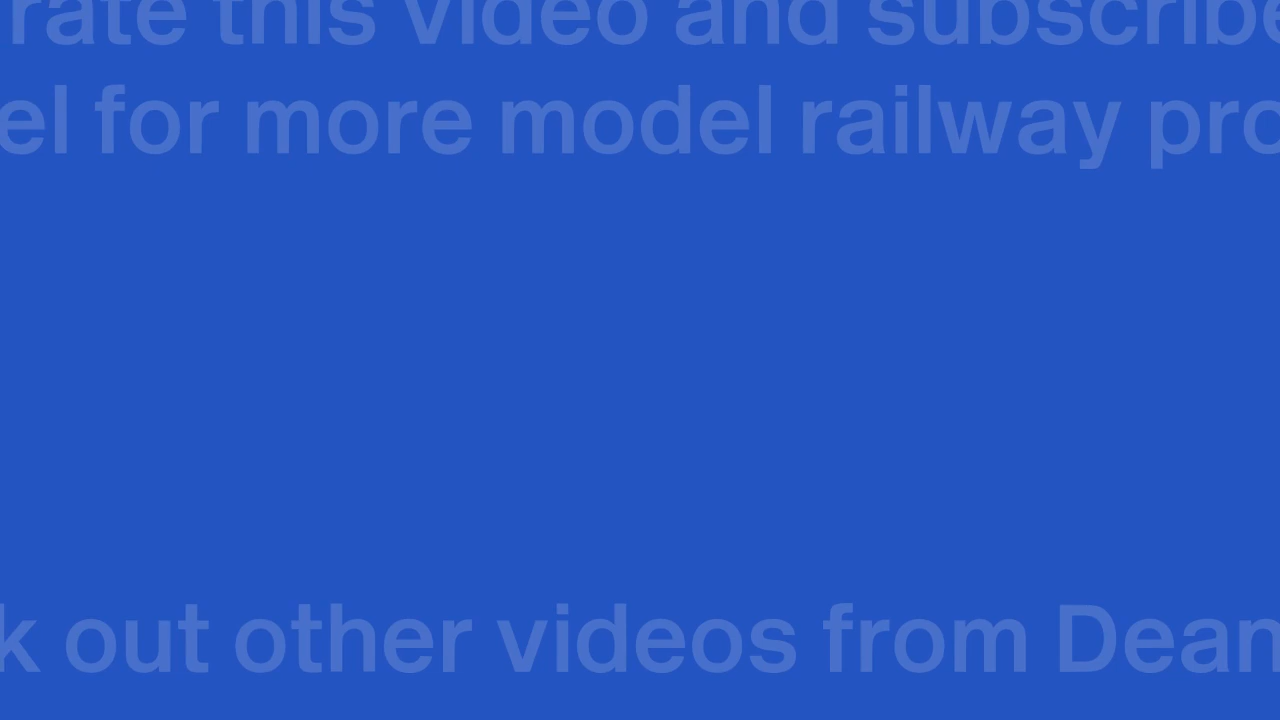 rate this video and subscribe
el for more model railway pro
k out other videos from Dean